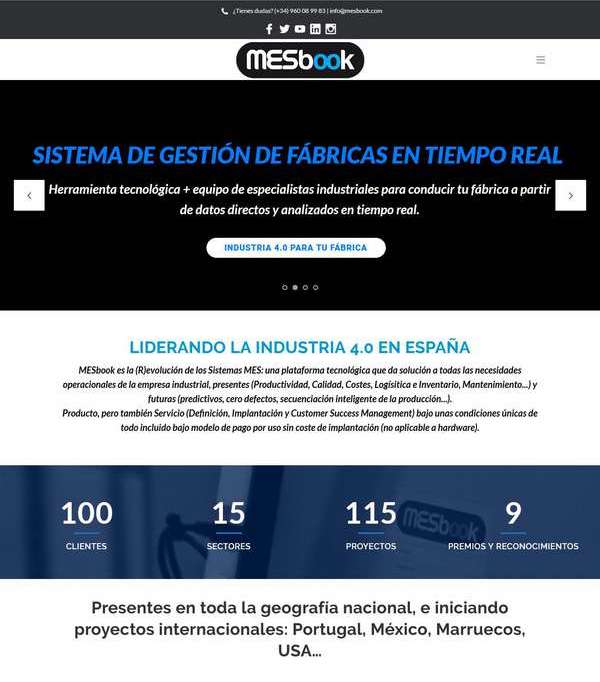 ¿Tienes dudas? (+34) 960 08 99 83 | info@mesbook.com
MESbook
SISTEMA DE GESTIÓN DE FÁBRICAS EN TIEMPO REAL
Herramienta tecnológica + equipo de especialistas industriales para conducir tu fábrica a partir
de datos directos y analizados en tiempo real.
INDUSTRIA 4.0 PARA TU FÁBRICA
LIDERANDO LA INDUSTRIA 4.0 EN ESPAÑA
MESbook es la (R)evolución de los Sistemas MES: una plataforma tecnológica que da solución a todas las necesidades
operacionales de la empresa industrial, presentes (Productividad, Calidad, Costes, Logísitica e Inventario, Mantenimiento...) y
futuras (predictivos, cero defectos, secuenciación inteligente de la producción...).
Producto, pero también Servicio (Definición, Implantación y Customer Success Management) bajo unas condiciones únicas de
todo incluido bajo modelo de pago por uso sin coste de implantación (no aplicable a hardware).
MESbook
100 15 115 9
CLIENTES SECTORES PROYECTOS PREMIOS Y RECONOCIMIENTOS
Presentes en toda la geografía nacional, e iniciando
proyectos internacionales: Portugal, México, Marruecos,
USA…